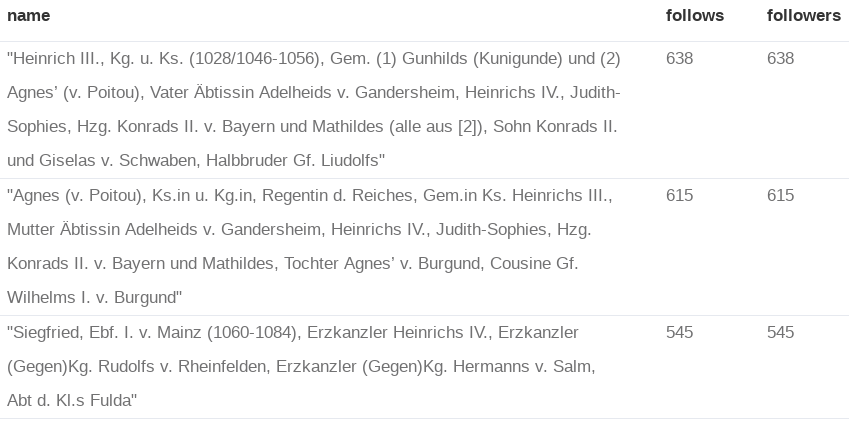 name follows followers
"Heinrich III., Kg. u. Ks. (1028/1046-1056), Gem. (1) Gunhilds (Kunigunde) und (2) 638 638
Agnes’ (v. Poitou), Vater Äbtissin Adelheids v. Gandersheim, Heinrichs IV., Judith-
Sophies, Hzg. Konrads II. v. Bayern und Mathildes (alle aus [2]), Sohn Konrads II.
und Giselas v. Schwaben, Halbbruder Gf. Liudolfs"
"Agnes (v. Poitou), Ks.in u. Kg.in, Regentin d. Reiches, Gem.in Ks. Heinrichs III., 615 615
Mutter Äbtissin Adelheids v. Gandersheim, Heinrichs IV., Judith-Sophies, Hzg.
Konrads II. v. Bayern und Mathildes, Tochter Agnes’ v. Burgund, Cousine Gf.
Wilhelms I. v. Burgund"
"Siegfried, Ebf. I. v. Mainz (1060-1084), Erzkanzler Heinrichs IV., Erzkanzler 545 545
(Gegen)Kg. Rudolfs v. Rheinfelden, Erzkanzler (Gegen)Kg. Hermanns v. Salm,
Abt d. Kl.s Fulda"